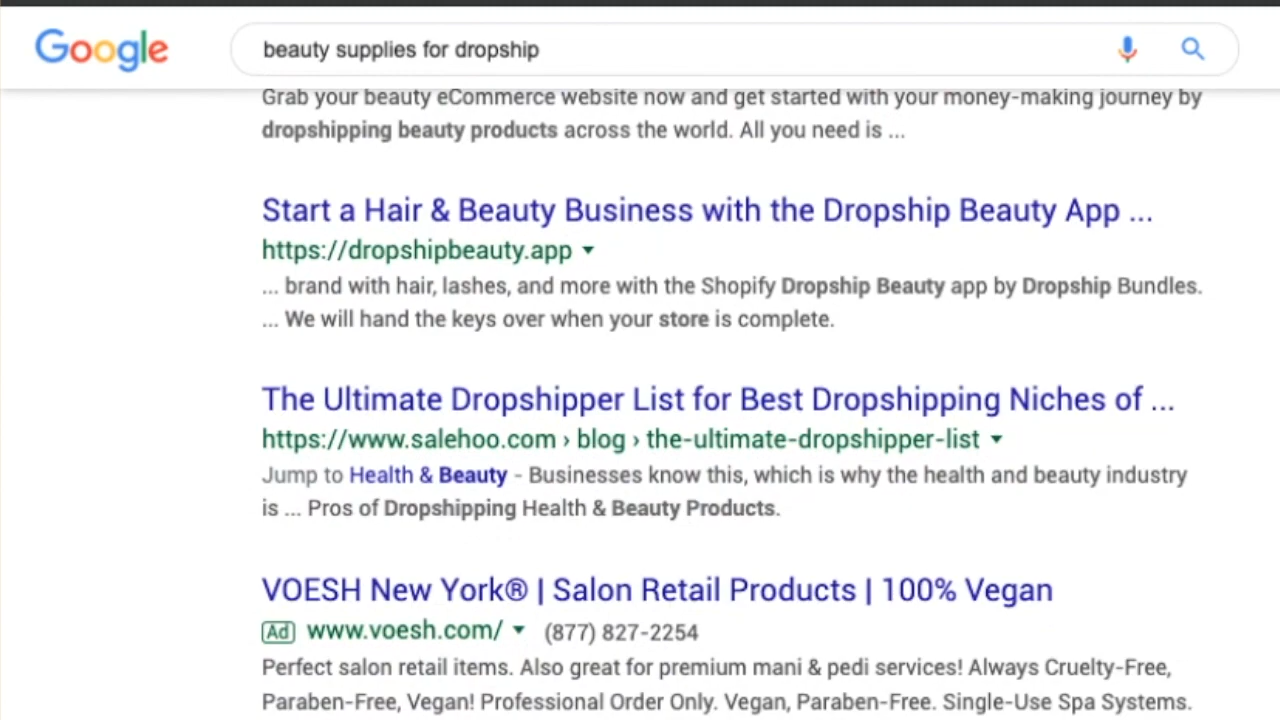 Google
beauty supplies for dropship
Grab your beauty eCommerce website now and get started with your money-making journey by
dropshipping beauty products across the world. All you need is ...
Start a Hair & Beauty Business with the Dropship Beauty App ...
https://dropshipbeauty.app
... brand with hair, lashes, and more with the Shopify Dropship Beauty app by Dropship Bundles.
... We will hand the keys over when your store is complete.
The Ultimate Dropshipper List for Best Dropshipping Niches of ...
https://www.salehoo.com › blog › the-ultimate-dropshipper-list
Jump to Health & Beauty - Businesses know this, which is why the health and beauty industry
is ... Pros of Dropshipping Health & Beauty Products.
VOESH New York® | Salon Retail Products | 100% Vegan
Ad www.voesh.com/ (877) 827-2254
Perfect salon retail items. Also great for premium mani & pedi services! Always Cruelty-Free,
Paraben-Free, Vegan! Professional Order Only. Vegan, Paraben-Free. Single-Use Spa Systems.